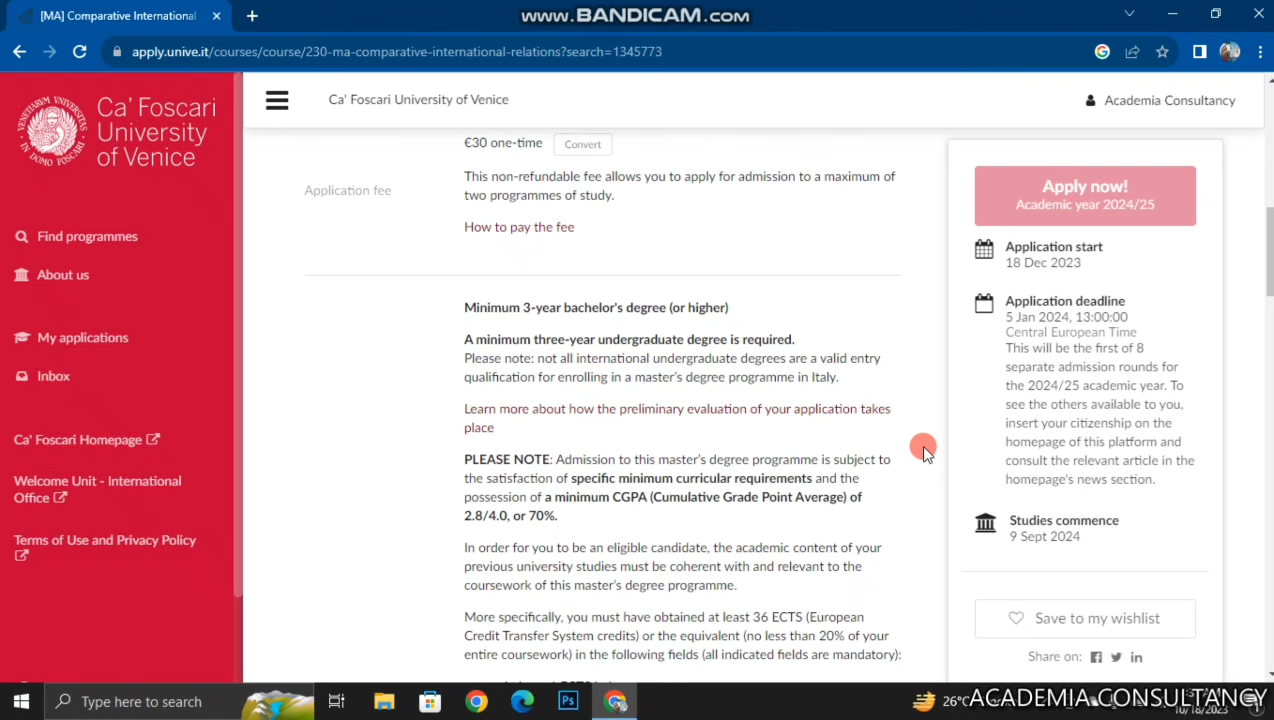 [MA] Comparative International
www.BANDICAM.com
apply.unive.it/courses/course/230-ma-comparative-international-relations?search=1345773
Ca' Foscari
University
of Venice
Find programmes
About us
My applications
Inbox
Ca' Foscari Homepage
Welcome Unit - International
Office
Terms of Use and Privacy Policy
Ca' Foscari University of Venice
Academia Consultancy
Application fee
€30 one-time
Convert
This non-refundable fee allows you to apply for admission to a maximum of
two programmes of study.
How to pay the fee
Minimum 3-year bachelor's degree (or higher)
A minimum three-year undergraduate degree is required.
Please note: not all international undergraduate degrees are a valid entry
qualification for enrolling in a master's degree programme in Italy.
Learn more about how the preliminary evaluation of your application takes
place
PLEASE NOTE: Admission to this master's degree programme is subject to
the satisfaction of specific minimum curricular requirements and the
possession of a minimum CGPA (Cumulative Grade Point Average) of
2.8/4.0, or 70%.
In order for you to be an eligible candidate, the academic content of your
previous university studies must be coherent with and relevant to the
coursework of this master's degree programme.
More specifically, you must have obtained at least 36 ECTS (European
Credit Transfer System credits) or the equivalent (no less than 20% of your
entire coursework) in the following fields (all indicated fields are mandatory):
Apply now!
Academic year 2024/25
Application start
18 Dec 2023
Application deadline
5 Jan 2024, 13:00:00
Central European Time
This will be the first of 8
separate admission rounds for
the 2024/25 academic year. To
see the others available to you,
insert your citizenship on the
homepage of this platform and
consult the relevant article in the
homepage's news section.
Studies commence
9 Sept 2024
Save to my wishlist
Share on:
Type here to search
Ps
26°C
ACADEMIA CONSULTANCY
10/18/2023